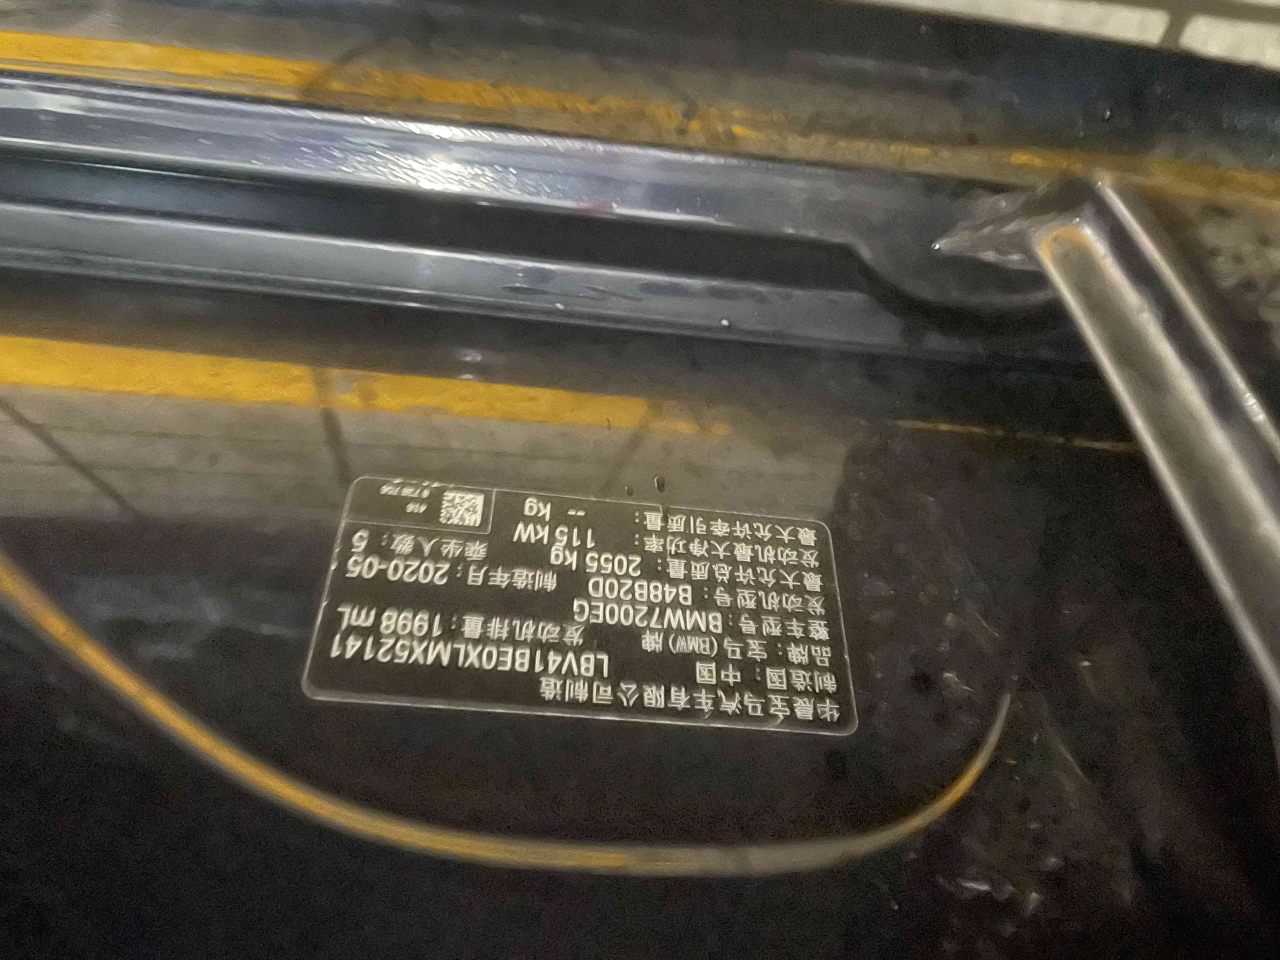 华晨宝马汽车有限公司制造
制造国：中国 LBV41BE0XLMX52141
品牌：宝马(BMW)牌
整车型号：BMW7200EG 发动机排量：1998 mL
发动机型号：B48B20D 制造年月：2020-05
最大允许总质量：2055 kg 乘坐人数：5
发动机最大净功率：115 kW
最大允许牵引质量：-- kg